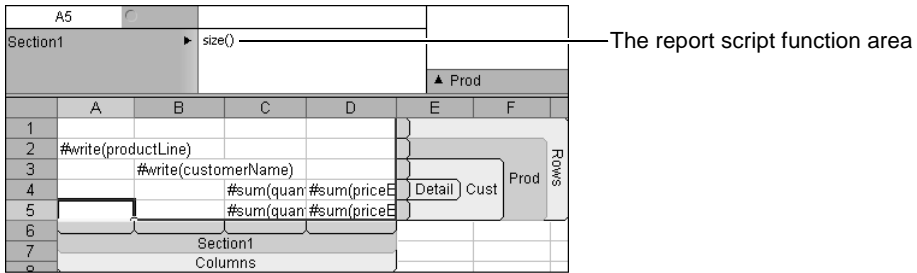 A5
Section1 size() The report script function area
Prod
A B C D E F
1
2 #write(productLine)
3 #write(customerName)
4 #sum(quan #sum(priceE Detail Cust Prod Rows
5 #sum(quan #sum(priceE
6
7 Section1
8 Columns